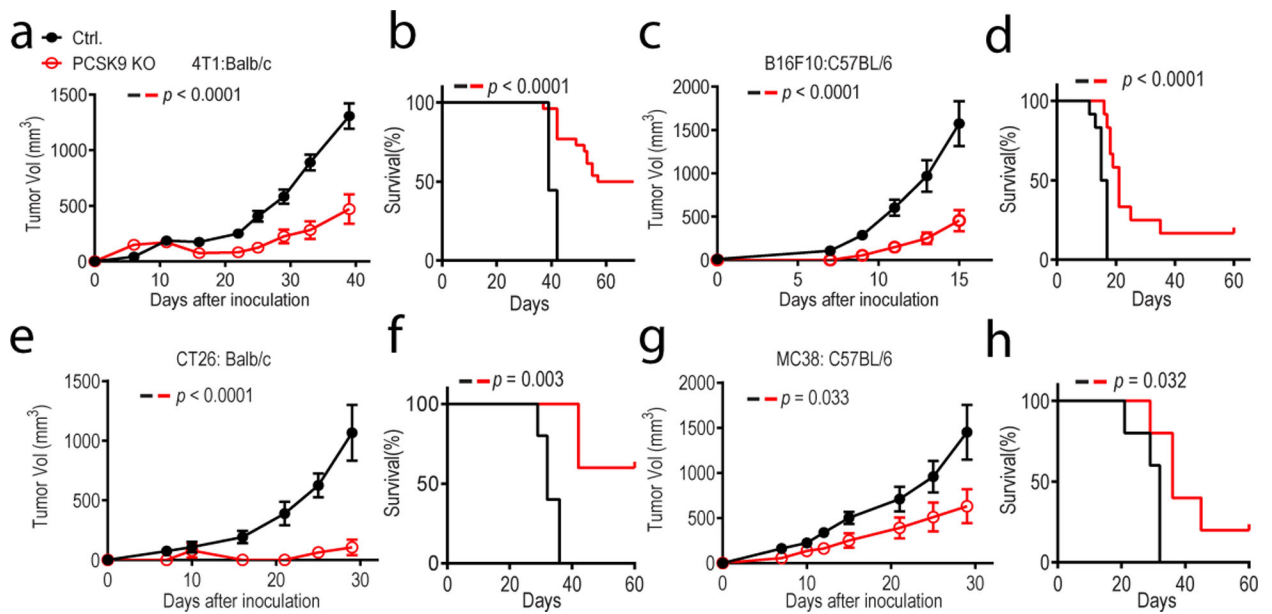 a
Ctrl.
PCSK9 KO
4T1:Balb/c
p < 0.0001
Tumor Vol (mm3)
1500
1000
500
0
0 10 20 30 40
Days after inoculation
b
p < 0.0001
Survival(%)
100
50
0
0 20 40 60
Days
c
B16F10:C57BL/6
p < 0.0001
Tumor Vol (mm3)
2000
1500
1000
500
0
0 5 10 15
Days after inoculation
d
p < 0.0001
Survival(%)
100
50
0
0 20 40 60
Days
e
CT26: Balb/c
p < 0.0001
Tumor Vol (mm3)
1500
1000
500
0
0 10 20 30
Days after inoculation
f
p = 0.003
Survival(%)
100
50
0
0 20 40 60
Days
g
MC38: C57BL/6
p = 0.033
Tumor Vol (mm3)
2000
1500
1000
500
0
0 10 20 30
Days after inoculation
h
p = 0.032
Survival(%)
100
50
0
0 20 40 60
Days